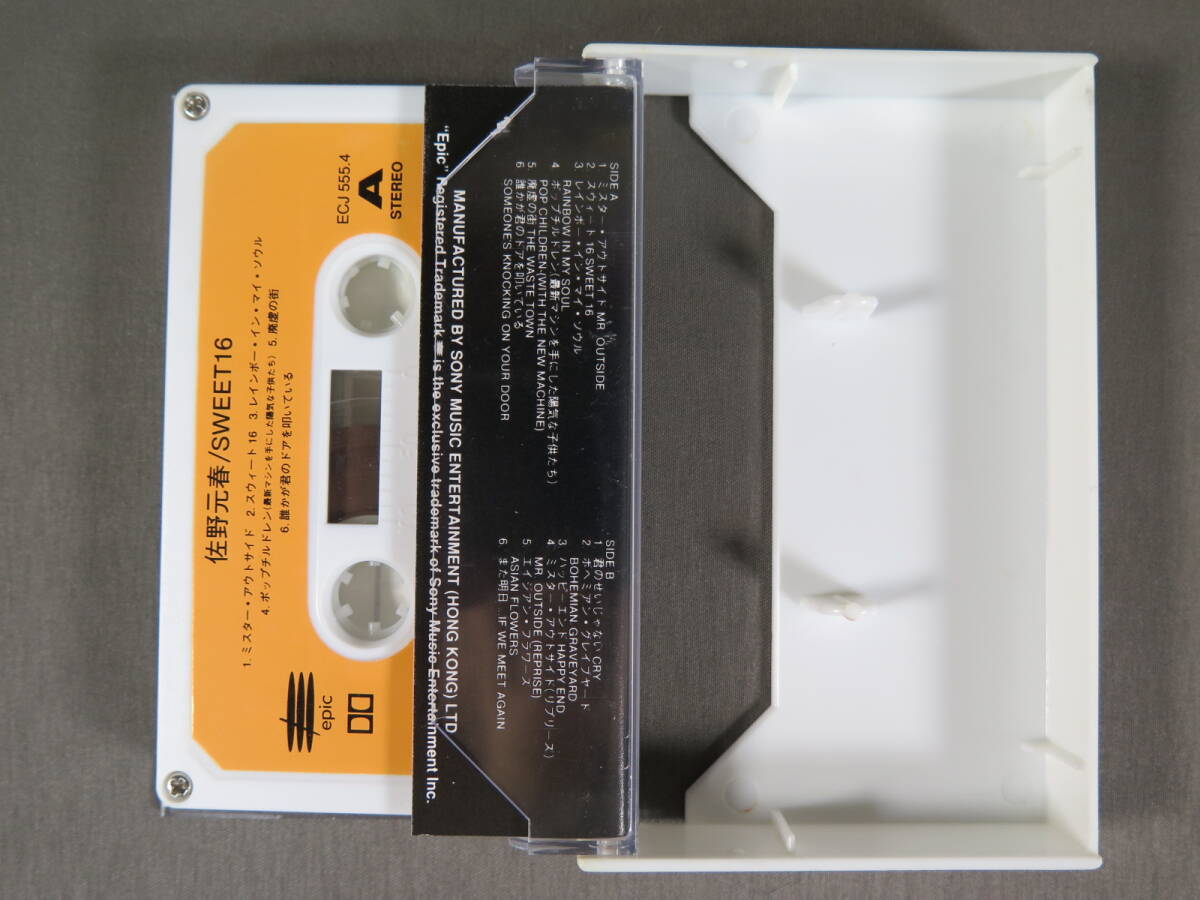 佐野元春/SWEET16
1.ミスター・アウトサイド 2.スウィート16 3.レインボー・イン・マイ・ソウル
4.ポップチルドレン(最新マシンを手にした陽気な子供たち) 5.廃虚の街
6.誰かが君のドアを叩いている
ECJ 555.4
A
STEREO
epic
SIDE A
1 ミスター・アウトサイド MR. OUTSIDE
2 スウィート16 SWEET 16
3 レインボー・イン・マイ・ソウル
RAINBOW IN MY SOUL
4 ポップチルドレン(最新マシンを手にした陽気な子供たち)
POP CHILDREN (WITH THE NEW MACHINE)
5 廃虚の街 THE WASTE TOWN
6 誰かが君のドアを叩いている
SOMEONE'S KNOCKING ON YOUR DOOR
SIDE B
1 君のせいじゃない CRY
2 ボヘミアン・グレイブヤード
BOHEMIAN GRAVEYARD
3 ハッピーエンド HAPPY END
4 ミスター・アウトサイド(リプリーズ)
MR. OUTSIDE (REPRISE)
5 エイジアン・フラワーズ
ASIAN FLOWERS
6 また明日... IF WE MEET AGAIN
MANUFACTURED BY SONY MUSIC ENTERTAINMENT (HONG KONG) LTD
"Epic" Registered Trademark is the exclusive trademark of Sony Music Entertainment Inc.